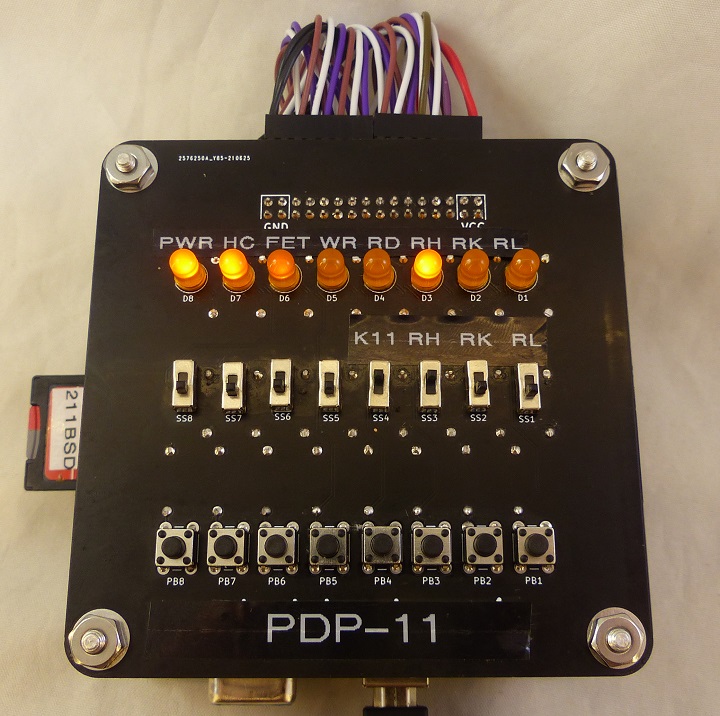 2576250A_Y85-210625
GND VCC
PWR HC FET WR RD RH RK RL
D8 D7 D6 D5 D4 D3 D2 D1
K11 RH RK RL
SS8 SS7 SS6 SS5 SS4 SS3 SS2 SS1
211BSD
PB8 PB7 PB6 PB5 PB4 PB3 PB2 PB1
PDP-11